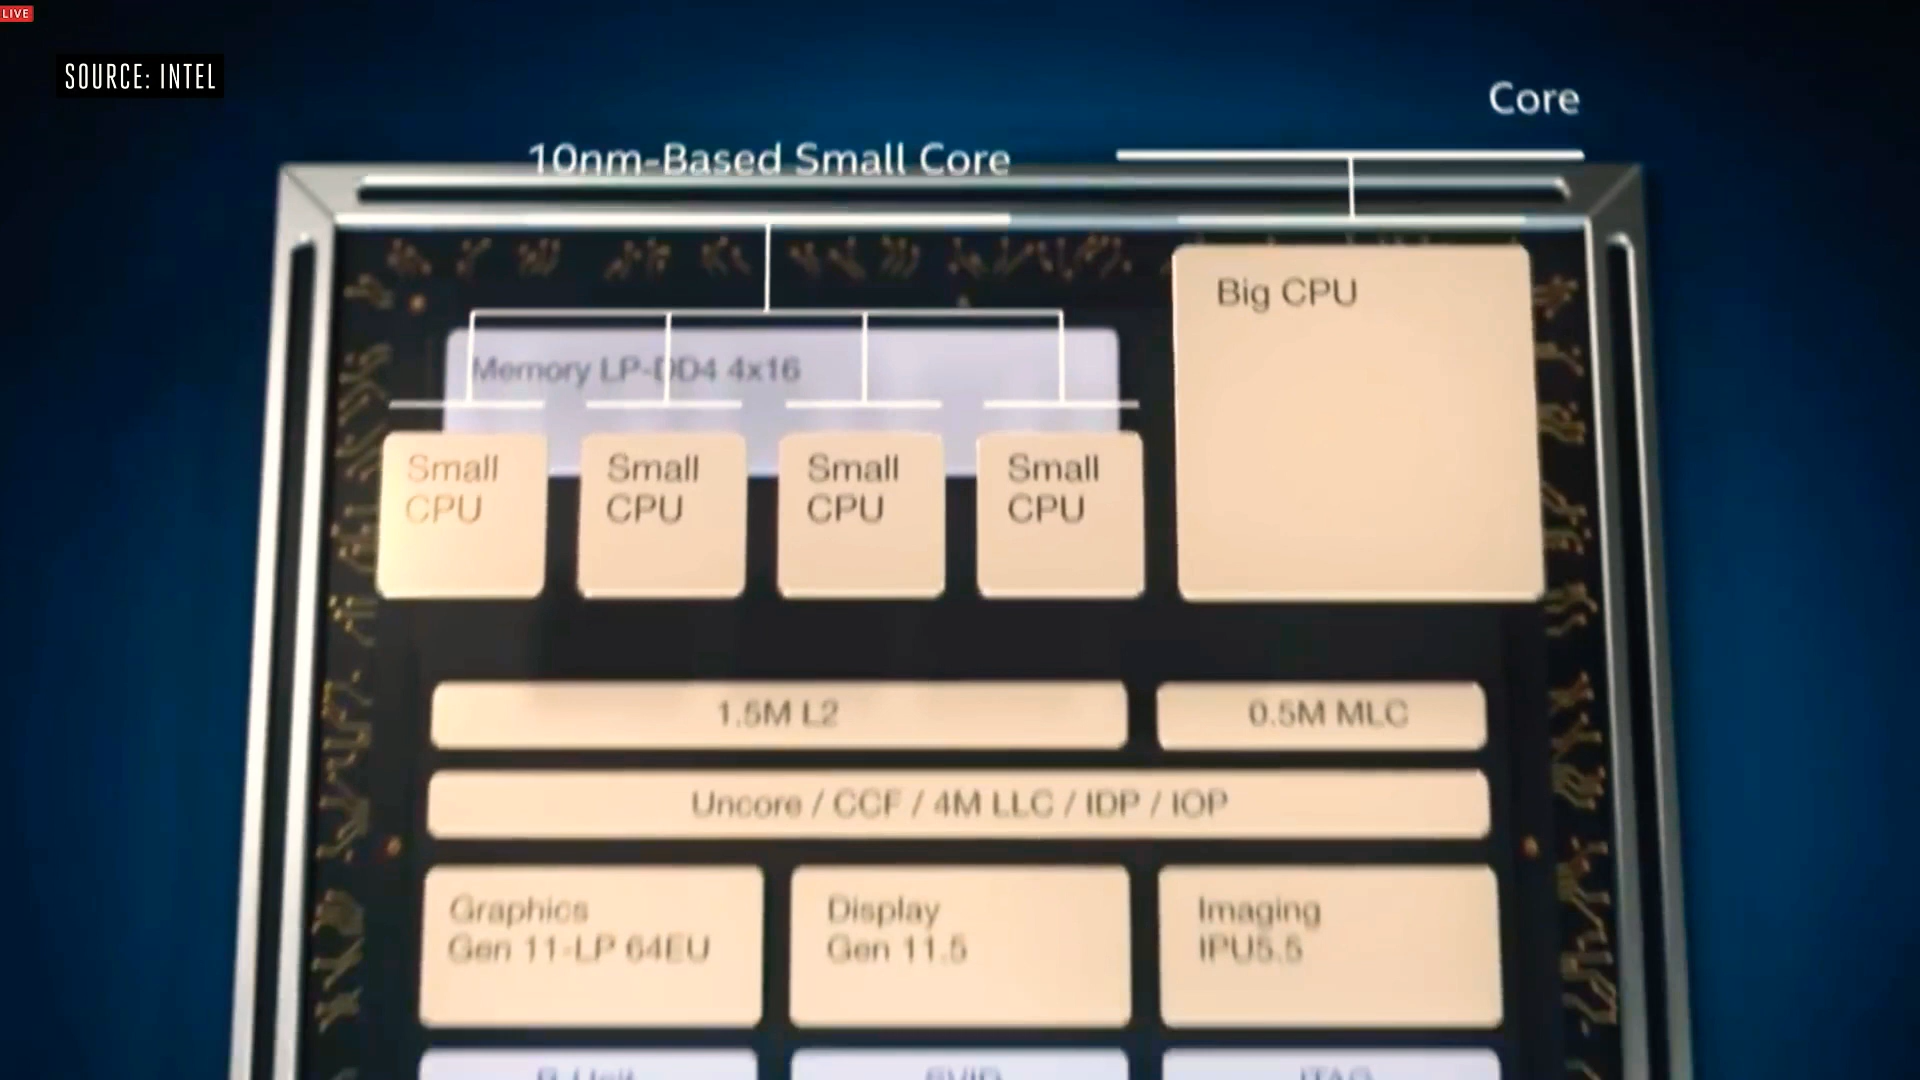 LIVE
SOURCE: INTEL
Core
10nm-Based Small Core
Big CPU
Memory LP-DD4 4x16
Small
CPU
Small
CPU
Small
CPU
Small
CPU
1.5M L2
0.5M MLC
Uncore / CCF / 4M LLC / IDP / IOP
Graphics
Gen 11-LP 64EU
Display
Gen 11.5
Imaging
IPU5.5
SVID
JTAG